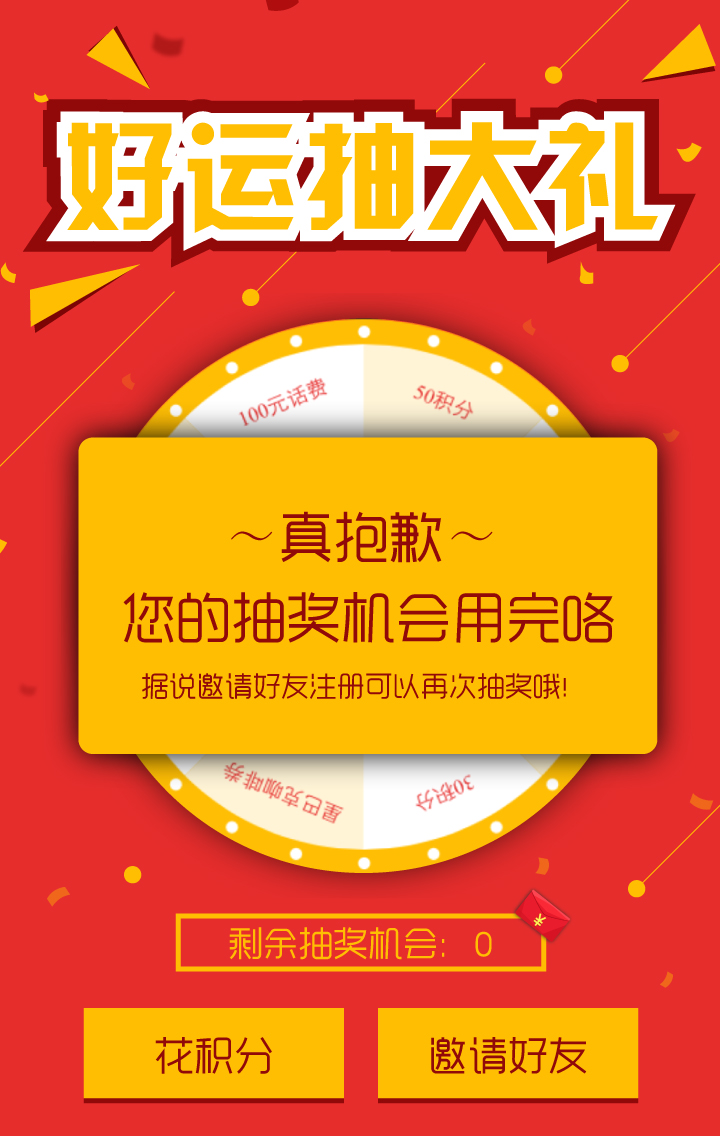 好运抽大礼
100元话费
50积分
～真抱歉～
您的抽奖机会用完咯
据说邀请好友注册可以再次抽奖哦!
星巴克咖啡券
30积分
¥
剩余抽奖机会: 0
花积分
邀请好友